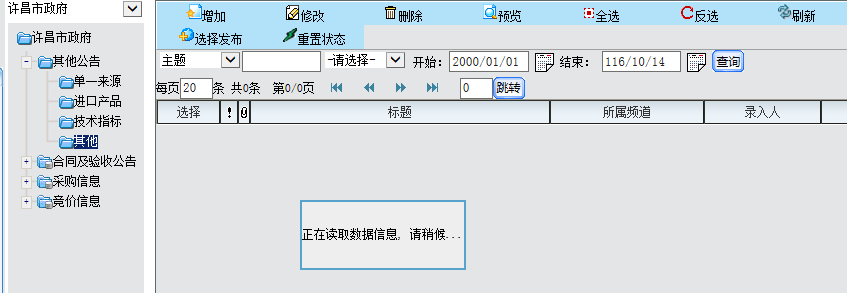 许昌市政府
许昌市政府
其他公告
单一来源
进口产品
技术指标
其他
合同及验收公告
采购信息
竞价信息
增加 修改 删除 预览 全选 反选 刷新
选择发布 重置状态
主题 -请选择- 开始: 2000/01/01 结束: 116/10/14 查询
每页 20 条 共0条 第0/0页 0 跳转
选择 ! @ 标题 所属频道 录入人
正在读取数据信息, 请稍候...